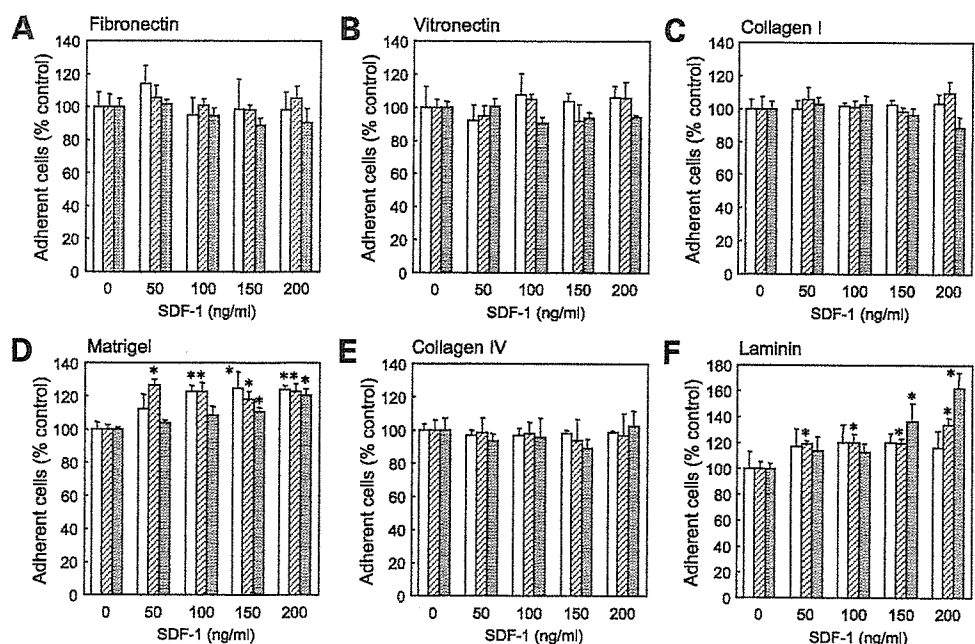 A Fibronectin
Adherent cells (% control)
140
120
100
80
60
40
20
0
0 50 100 150 200
SDF-1 (ng/ml)
B Vitronectin
Adherent cells (% control)
140
120
100
80
60
40
20
0
0 50 100 150 200
SDF-1 (ng/ml)
C Collagen I
Adherent cells (% control)
140
120
100
80
60
40
20
0
0 50 100 150 200
SDF-1 (ng/ml)
D Matrigel
Adherent cells (% control)
140
120
100
80
60
40
20
0
* ** * * * ** *
0 50 100 150 200
SDF-1 (ng/ml)
E Collagen IV
Adherent cells (% control)
140
120
100
80
60
40
20
0
0 50 100 150 200
SDF-1 (ng/ml)
F Laminin
Adherent cells (% control)
180
160
140
120
100
80
60
40
20
0
* * * * * *
0 50 100 150 200
SDF-1 (ng/ml)